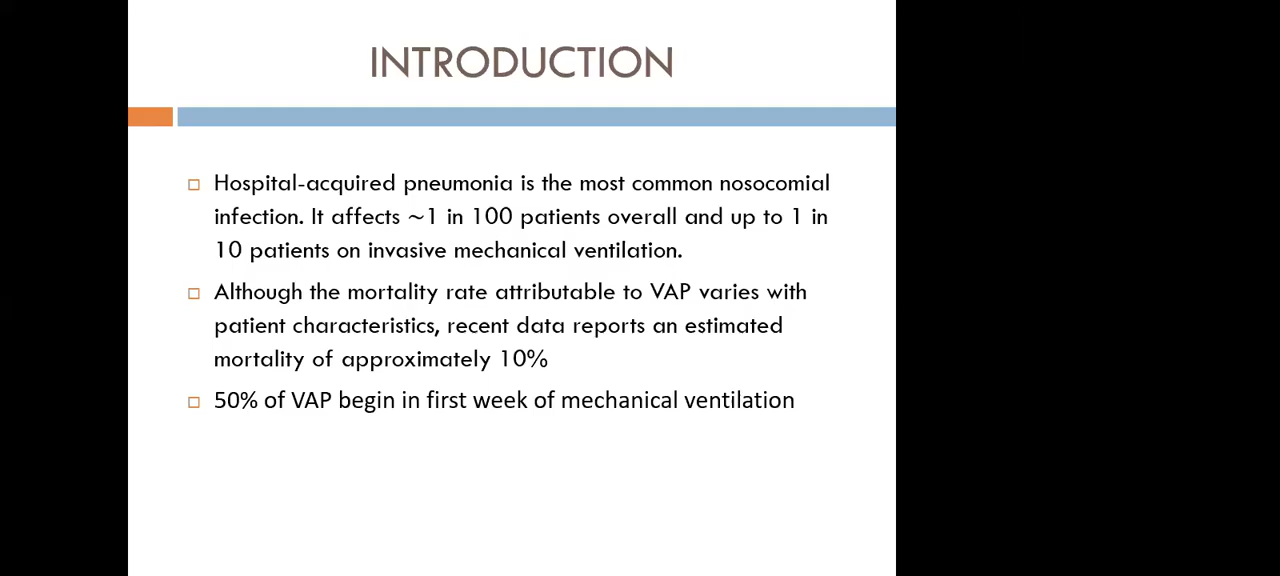 INTRODUCTION
Hospital-acquired pneumonia is the most common nosocomial
infection. It affects ~1 in 100 patients overall and up to 1 in
10 patients on invasive mechanical ventilation.
Although the mortality rate attributable to VAP varies with
patient characteristics, recent data reports an estimated
mortality of approximately 10%
50% of VAP begin in first week of mechanical ventilation